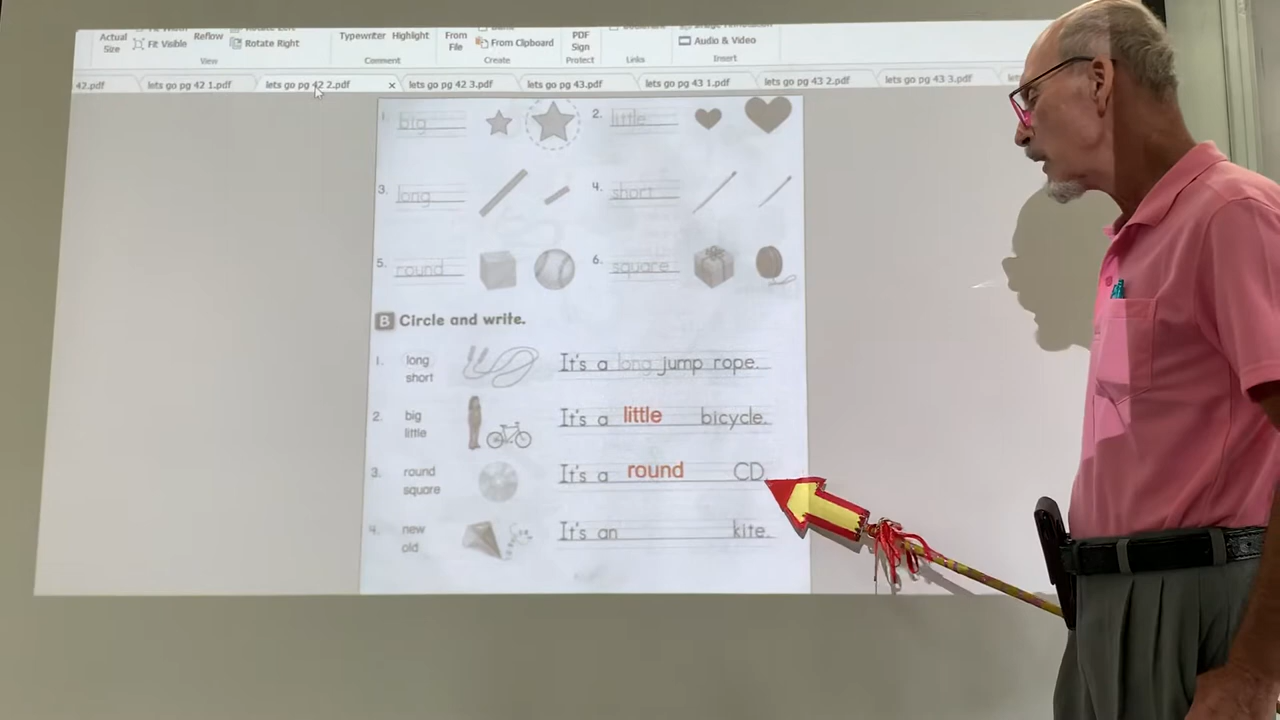 Actual Size
Fit Visible
Reflow
Rotate Right
View
Typewriter
Highlight
Comment
From File
From Clipboard
Create
PDF Sign
Protect
Links
Audio & Video
Insert
42.pdf
lets go pg 42 1.pdf
lets go pg 42 2.pdf
lets go pg 42 3.pdf
lets go pg 43.pdf
lets go pg 43 1.pdf
lets go pg 43 2.pdf
lets go pg 43 3.pdf
1. big
2. little
3. long
4. short
5. round
6. square
B Circle and write.
1. long
short
It's a long jump rope.
2. big
little
It's a little bicycle.
3. round
square
It's a round CD.
4. new
old
It's an kite.